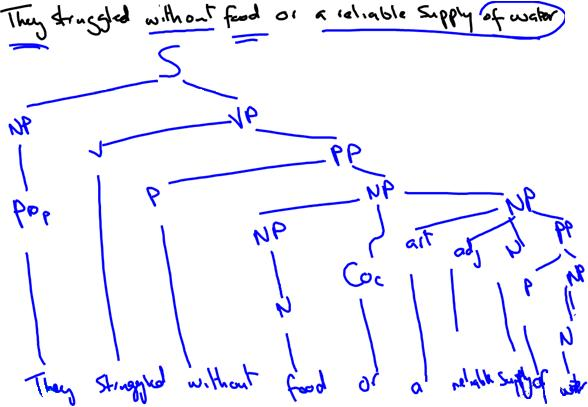 They struggled without food or a reliable supply of water
S
NP VP
V PP
Prop P NP NP
NP art adj N PP
Coc P NP
N N
They struggled without food or a reliable supply of water